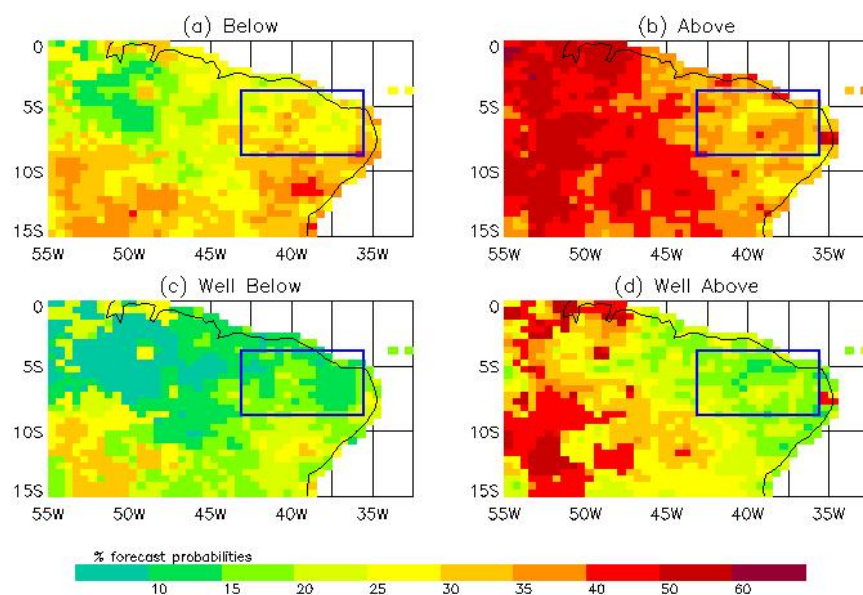 (a) Below (b) Above
0 0
5S 5S
10S 10S
15S 15S
55W 50W 45W 40W 35W 55W 50W 45W 40W 35W
(c) Well Below (d) Well Above
0 0
5S 5S
10S 10S
15S 15S
55W 50W 45W 40W 35W 55W 50W 45W 40W 35W
% forecast probabilities
10 15 20 25 30 35 40 50 60